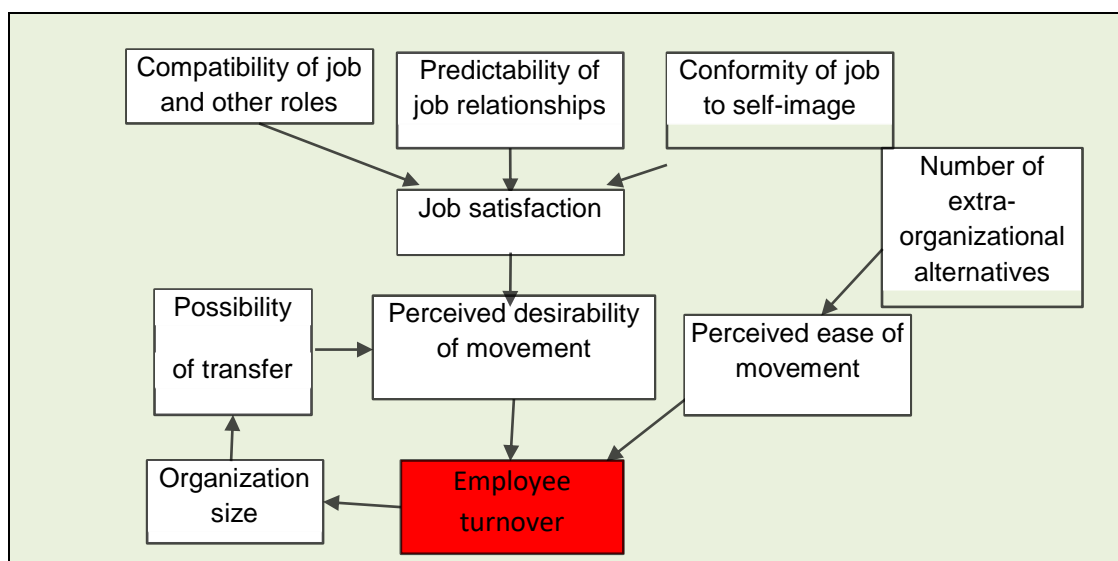 Compatibility of job
and other roles
Predictability of
job relationships
Conformity of job
to self-image
Number of
extra-
organizational
alternatives
Job satisfaction
Possibility
of transfer
Perceived desirability
of movement
Perceived ease of
movement
Organization
size
Employee
turnover